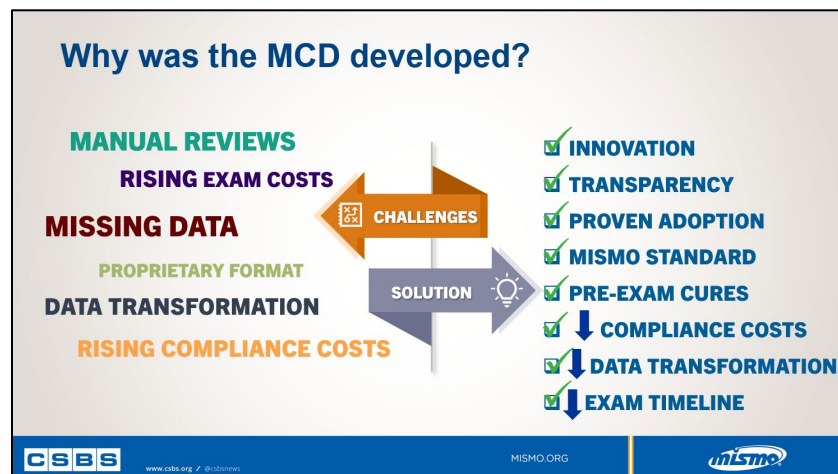 Why was the MCD developed?
MANUAL REVIEWS
RISING EXAM COSTS
MISSING DATA
PROPRIETARY FORMAT
DATA TRANSFORMATION
RISING COMPLIANCE COSTS
CHALLENGES
SOLUTION
INNOVATION
TRANSPARENCY
PROVEN ADOPTION
MISMO STANDARD
PRE-EXAM CURES
COMPLIANCE COSTS
DATA TRANSFORMATION
EXAM TIMELINE
CSBS
www.csbs.org / @csbsnews
MISMO.ORG
mismo